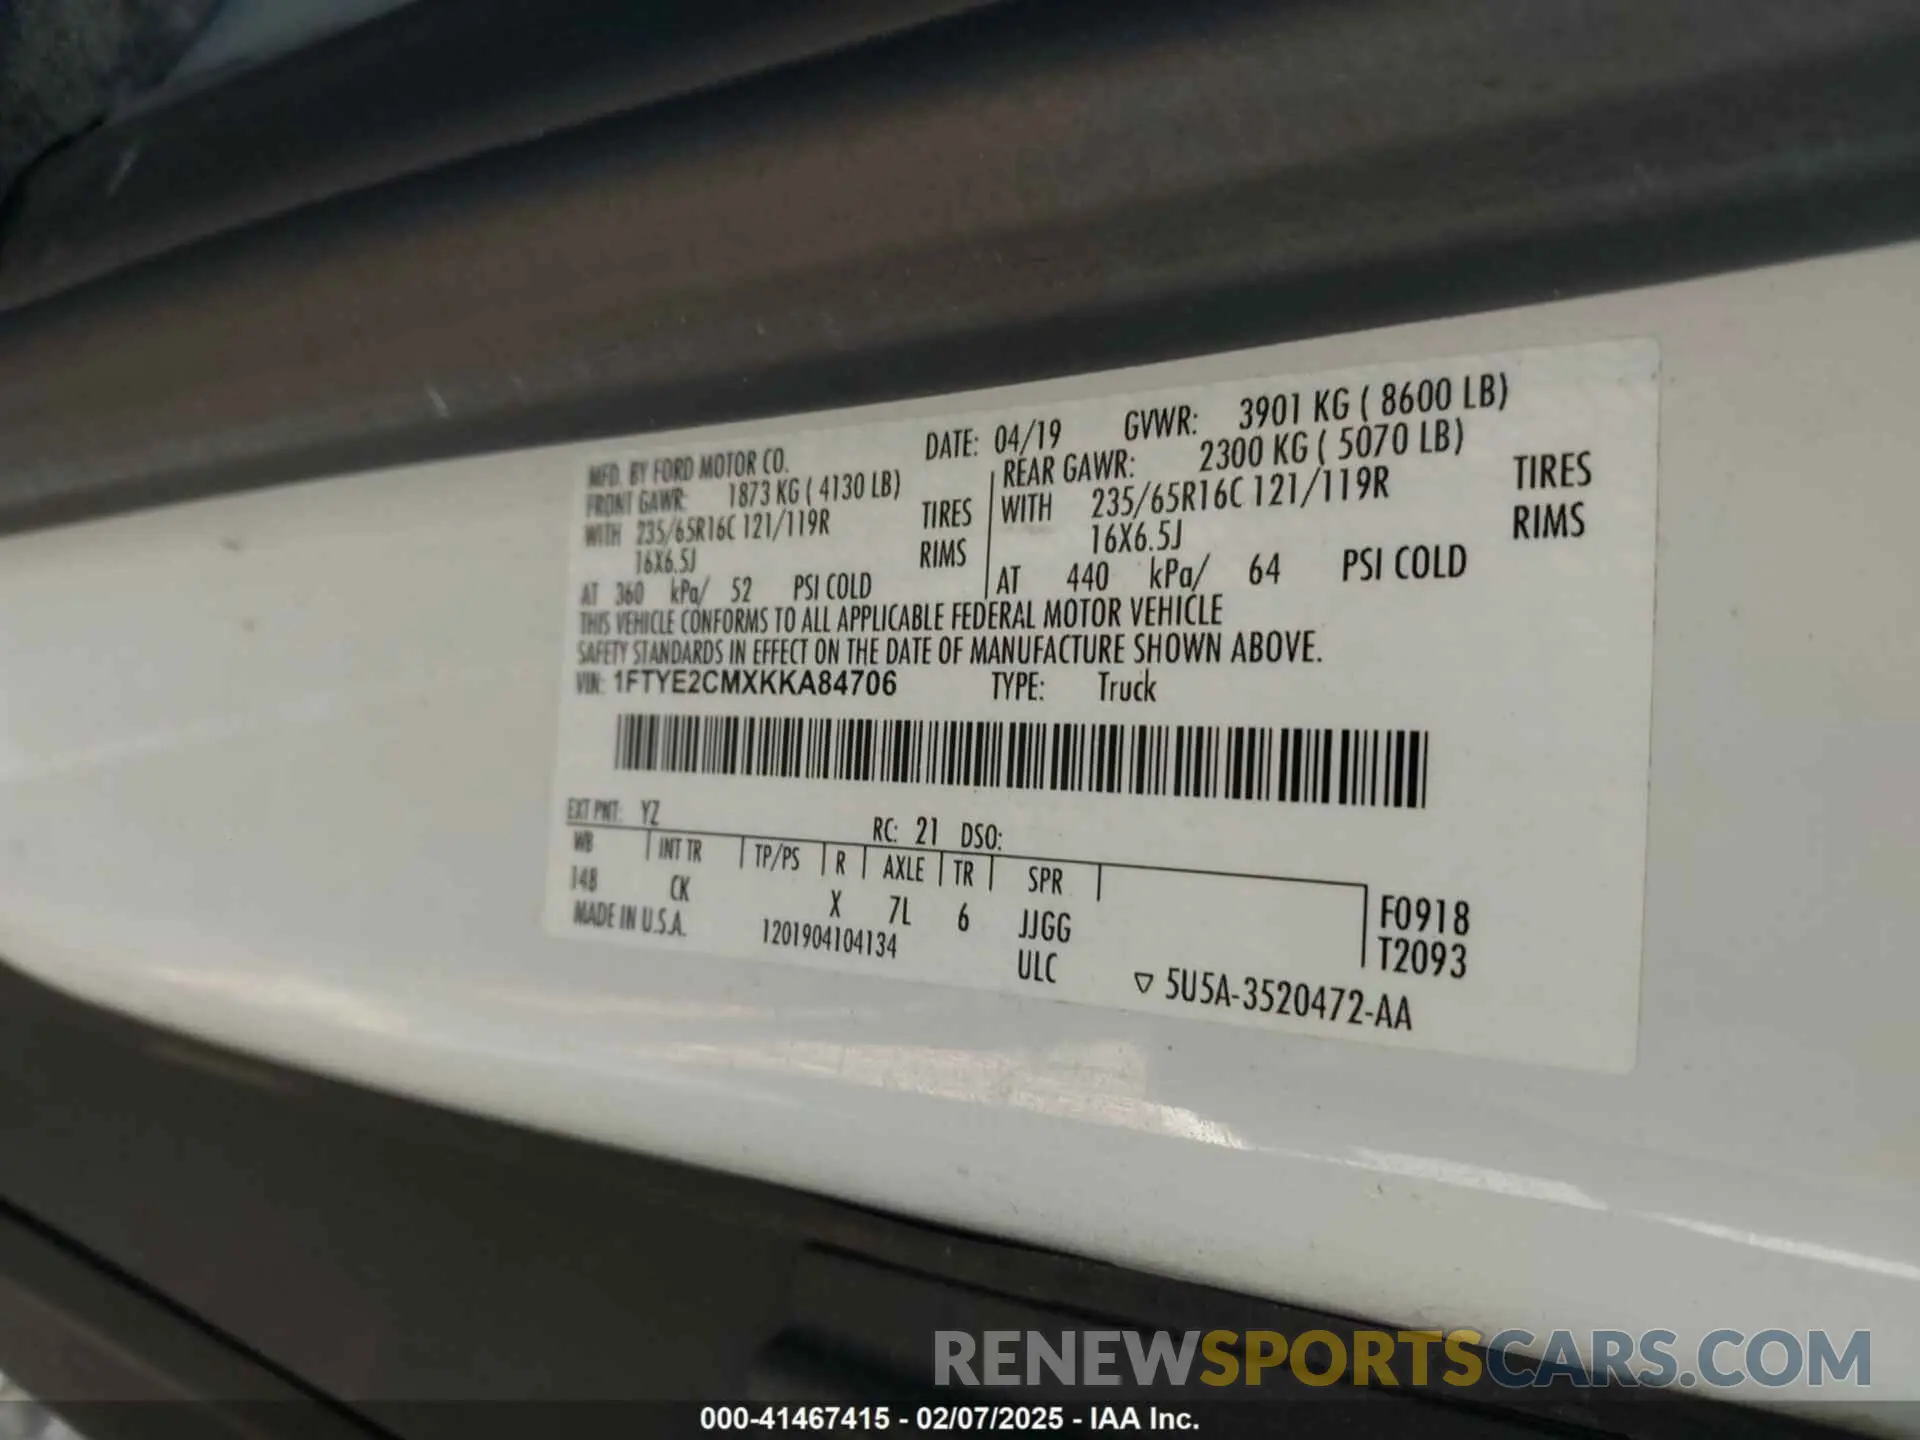 MFD. BY FORD MOTOR CO. DATE: 04/19 GVWR: 3901 KG ( 8600 LB)
FRONT GAWR: 1873 KG ( 4130 LB) REAR GAWR: 2300 KG ( 5070 LB)
WITH 235/65R16C 121/119R TIRES WITH 235/65R16C 121/119R TIRES
16X6.5J RIMS 16X6.5J RIMS
AT 360 kPa/ 52 PSI COLD AT 440 kPa/ 64 PSI COLD
THIS VEHICLE CONFORMS TO ALL APPLICABLE FEDERAL MOTOR VEHICLE
SAFETY STANDARDS IN EFFECT ON THE DATE OF MANUFACTURE SHOWN ABOVE.
VIN: 1FTYE2CMXKKA84706 TYPE: Truck
EXT PNT: YZ RC: 21 DSO:
WB INT TR TP/PS R AXLE TR SPR
148 CK X 7L 6 JJGG F0918
MADE IN U.S.A. 1201904104134 ULC T2093
▽ 5U5A-3520472-AA
RENEWSPORTSCARS.COM
000-41467415 - 02/07/2025 - IAA Inc.